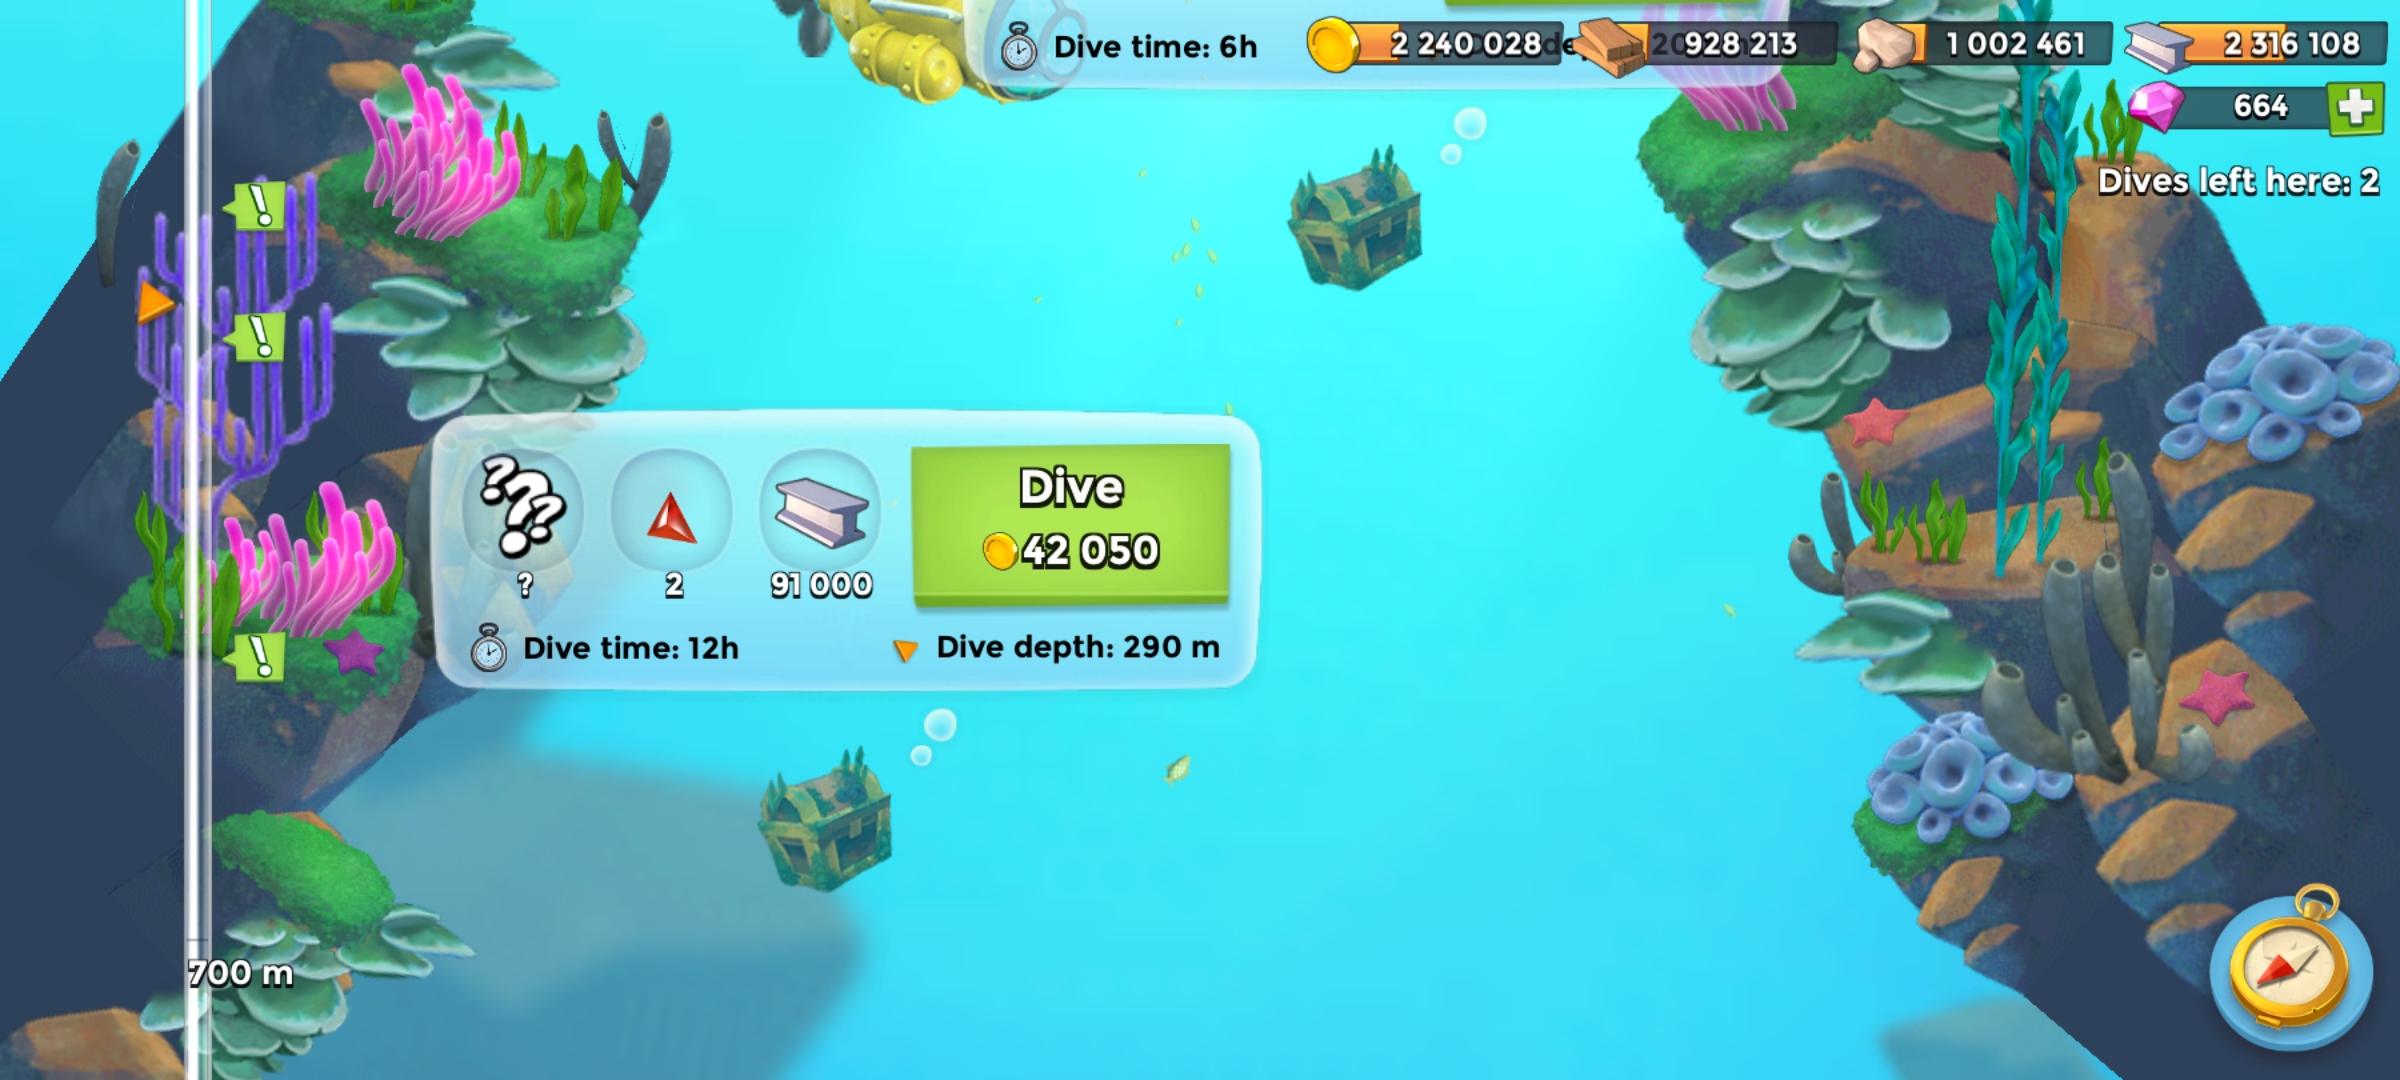 Dive time: 6h
2 240 028
928 213
1 002 461
2 316 108
664
Dives left here: 2
Dive
42 050
?
2
91 000
Dive time: 12h
Dive depth: 290 m
700 m